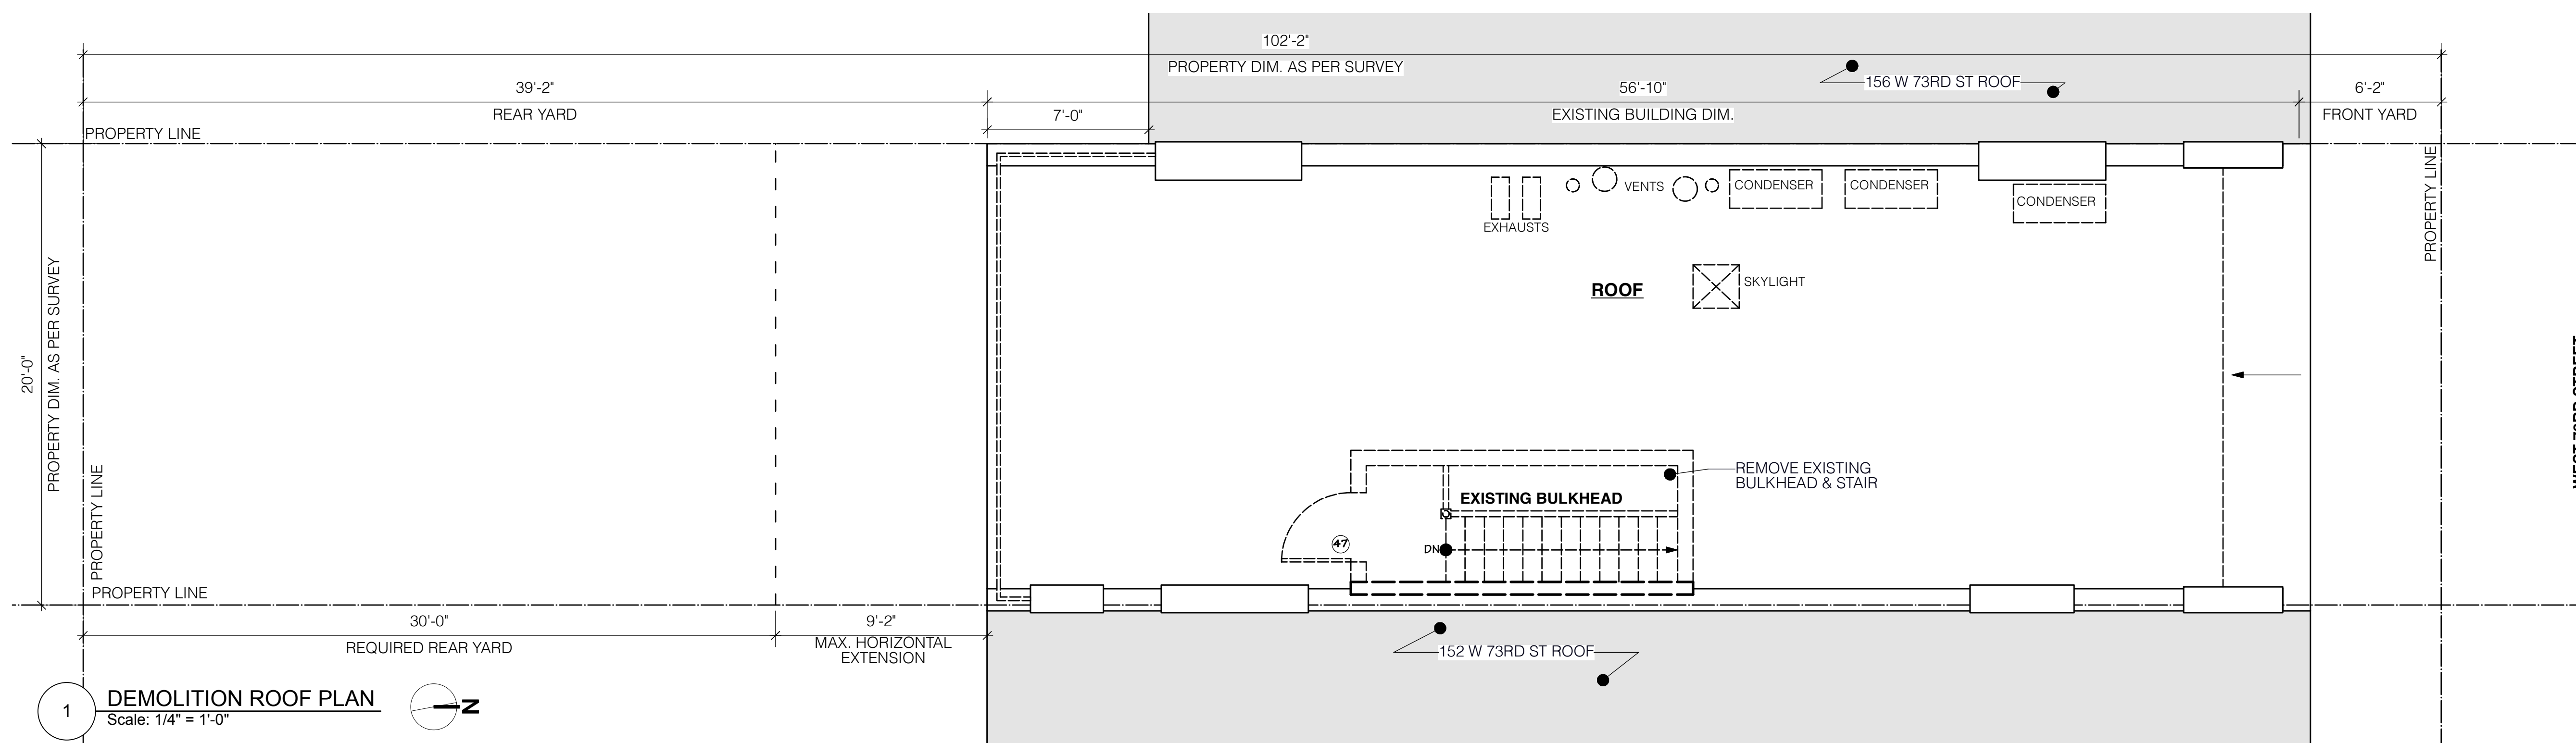 102'-2"
PROPERTY DIM. AS PER SURVEY
156 W 73RD ST ROOF
39'-2"
REAR YARD
56'-10"
EXISTING BUILDING DIM.
6'-2"
FRONT YARD
7'-0"
PROPERTY LINE
PROPERTY LINE
VENTS
CONDENSER
CONDENSER
CONDENSER
EXHAUSTS
ROOF
SKYLIGHT
20'-0"
PROPERTY DIM. AS PER SURVEY
PROPERTY LINE
REMOVE EXISTING
BULKHEAD & STAIR
EXISTING BULKHEAD
47
DN
PROPERTY LINE
30'-0"
REQUIRED REAR YARD
9'-2"
MAX. HORIZONTAL
EXTENSION
152 W 73RD ST ROOF
1
DEMOLITION ROOF PLAN
Scale: 1/4" = 1'-0"
N